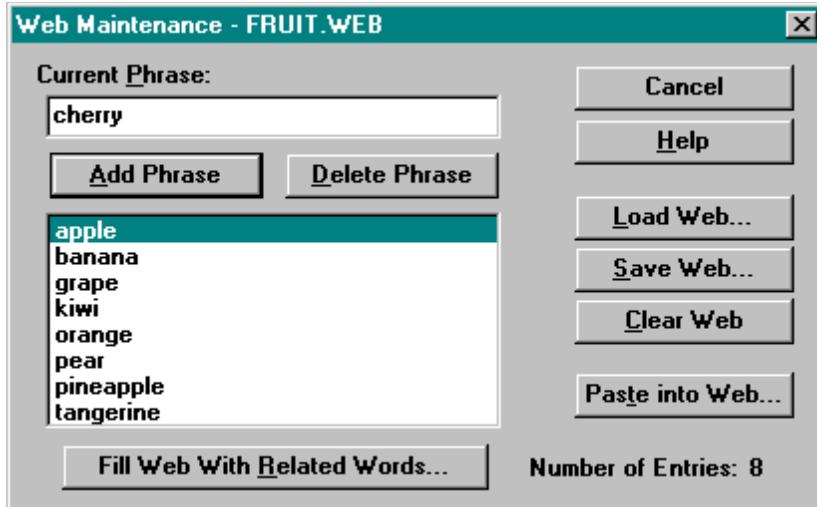 Web Maintenance - FRUIT.WEB
Current Phrase:
cherry
Add Phrase
Delete Phrase
apple
banana
grape
kiwi
orange
pear
pineapple
tangerine
Fill Web With Related Words...
Cancel
Help
Load Web...
Save Web...
Clear Web
Paste into Web...
Number of Entries: 8